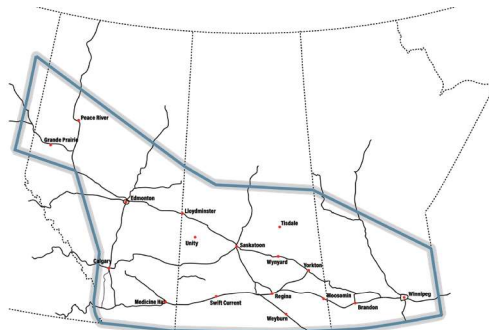 Peace River
Grande Prairie
Edmonton
Lloydminster
Tisdale
Unity
Saskatoon
Wynyard
Calgary
Yorkton
Regina
Moosomin
Winnipeg
Medicine Hat
Swift Current
Brandon
Weyburn